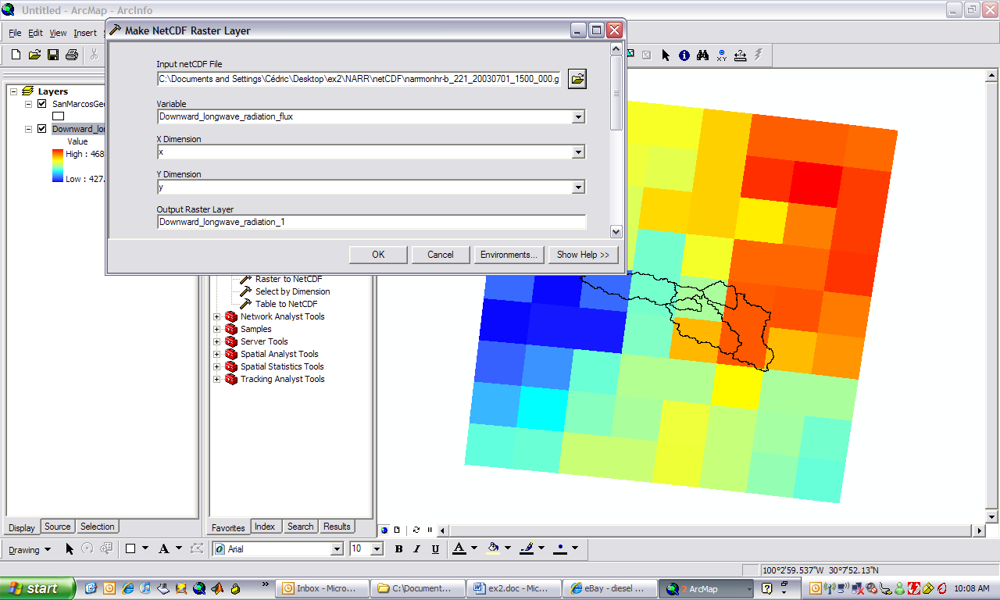 Untitled - ArcMap - ArcInfo
File Edit View Insert
Make NetCDF Raster Layer
Input netCDF File
C:\Documents and Settings\Cédric\Desktop\ex2\NARR\netCDF\narmonhr-b_221_20030701_1500_000.g
Variable
Downward_longwave_radiation_flux
X Dimension
x
Y Dimension
y
Output Raster Layer
Downward_longwave_radiation_1
OK Cancel Environments... Show Help >>
Layers
SanMarcosGeo
Downward_lon
Value
High : 468
Low : 427.
Raster to NetCDF
Select by Dimension
Table to NetCDF
Network Analyst Tools
Samples
Server Tools
Spatial Analyst Tools
Spatial Statistics Tools
Tracking Analyst Tools
Display Source Selection
Favorites Index Search Results
Drawing A Arial 10 B I U A
100°2'59.537"W 30°7'52.13"N
start Inbox - Micro... C:\Document... ex2.doc - Mic... eBay - diesel ... 2 ArcMap 10:08 AM